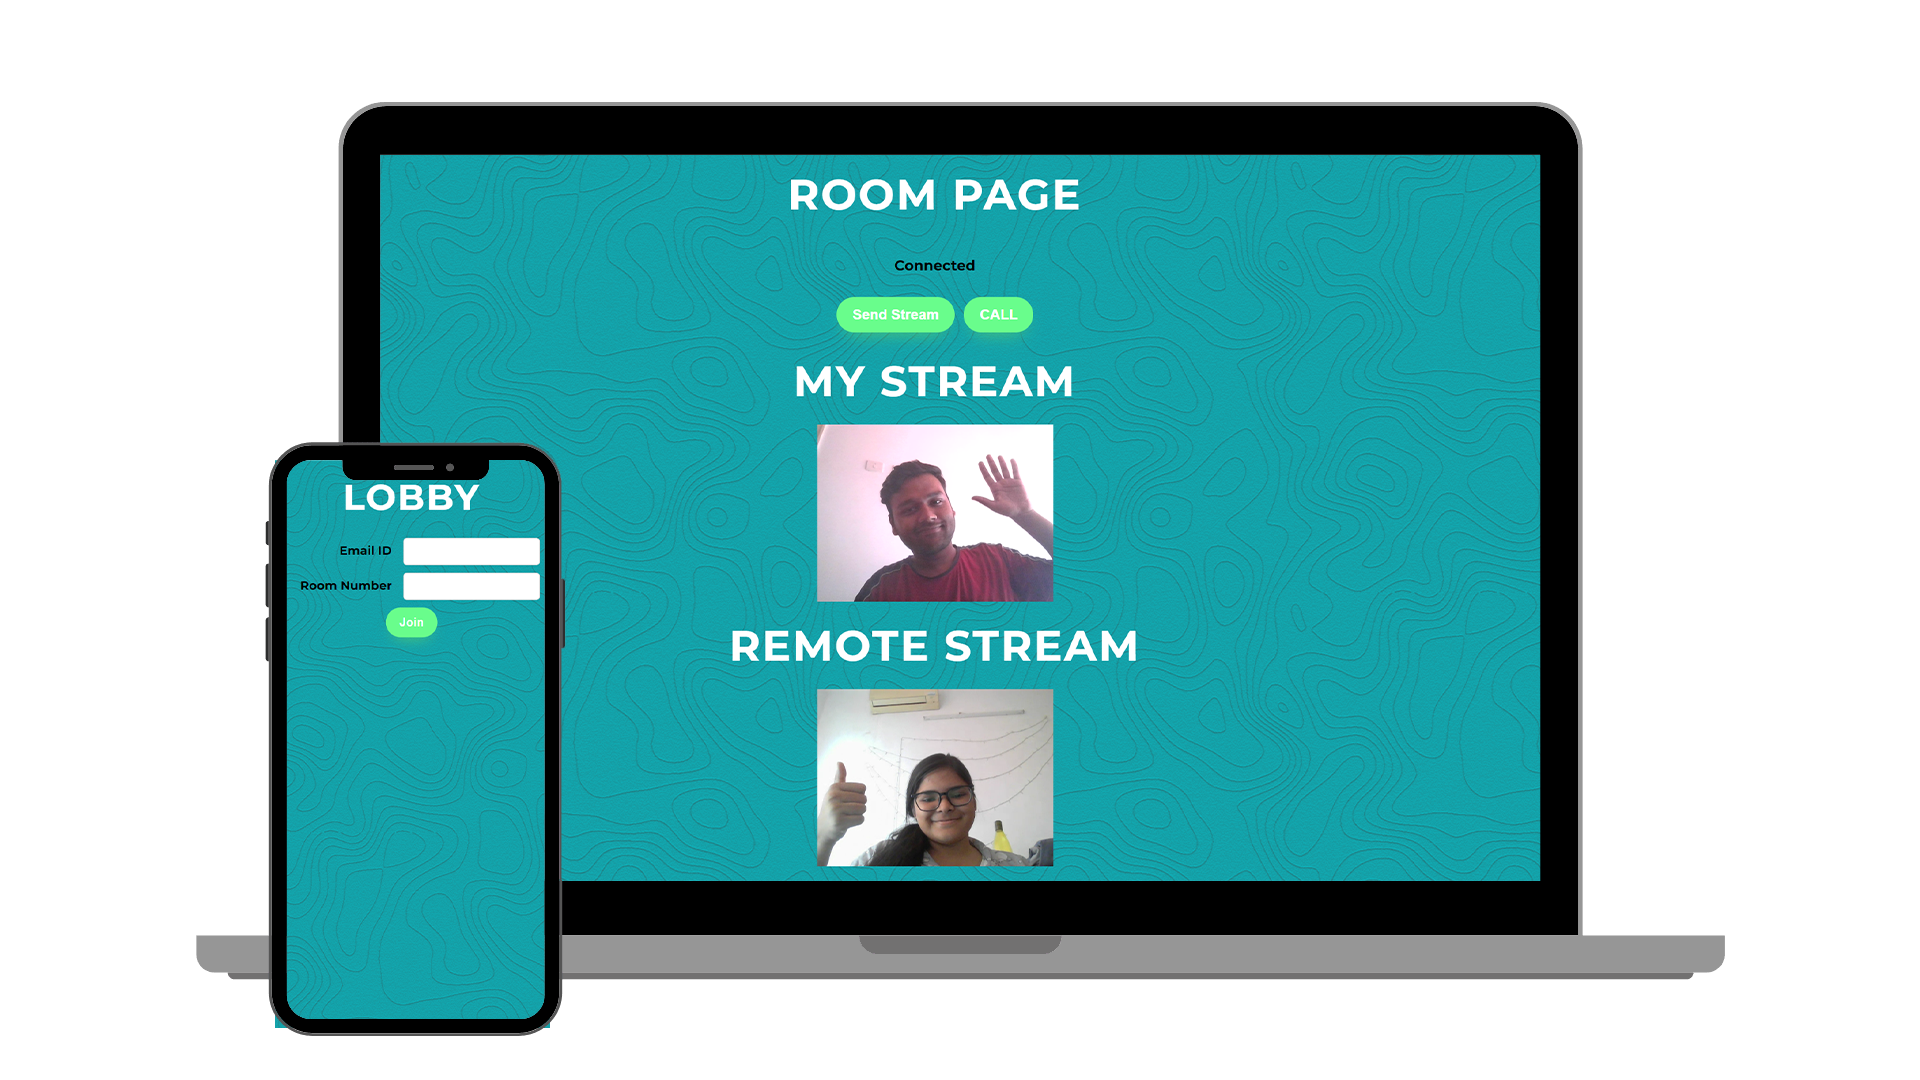 ROOM PAGE
Connected
Send Stream CALL
MY STREAM
REMOTE STREAM
LOBBY
Email ID
Room Number
Join